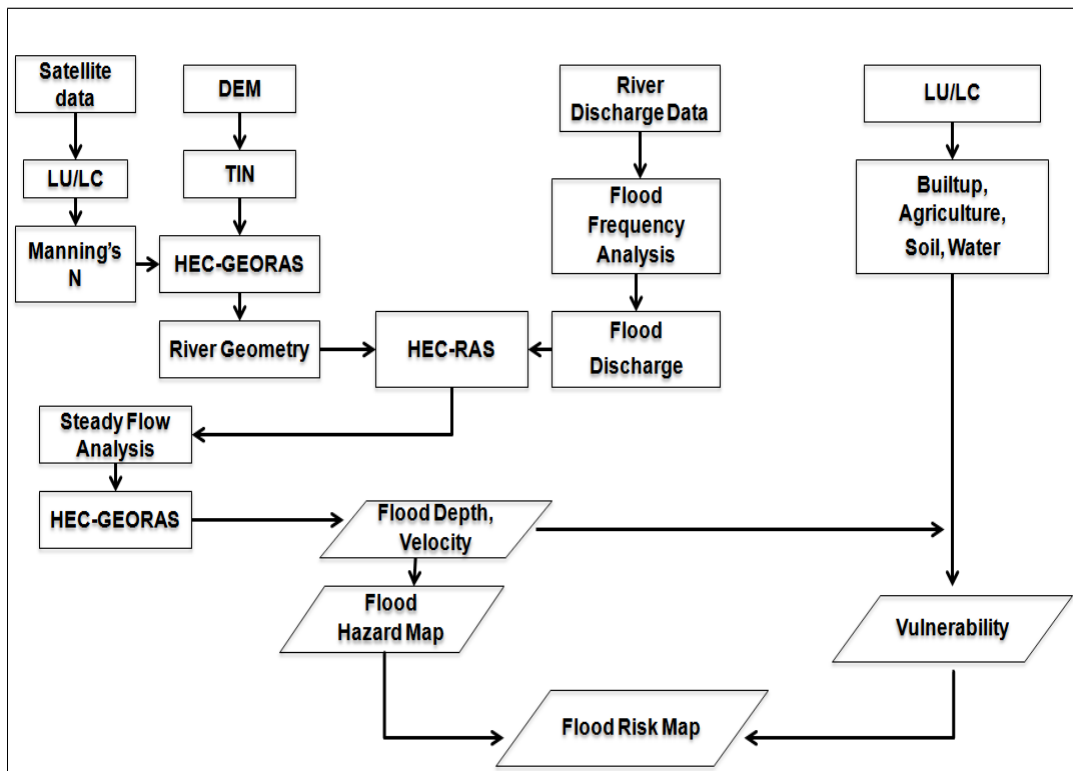 Satellite
data
DEM
River
Discharge Data
LU/LC
LU/LC
TIN
Flood
Frequency
Analysis
Builtup,
Agriculture,
Soil, Water
Manning's
N
HEC-GEORAS
River Geometry
HEC-RAS
Flood
Discharge
Steady Flow
Analysis
HEC-GEORAS
Flood Depth,
Velocity
Flood
Hazard Map
Vulnerability
Flood Risk Map